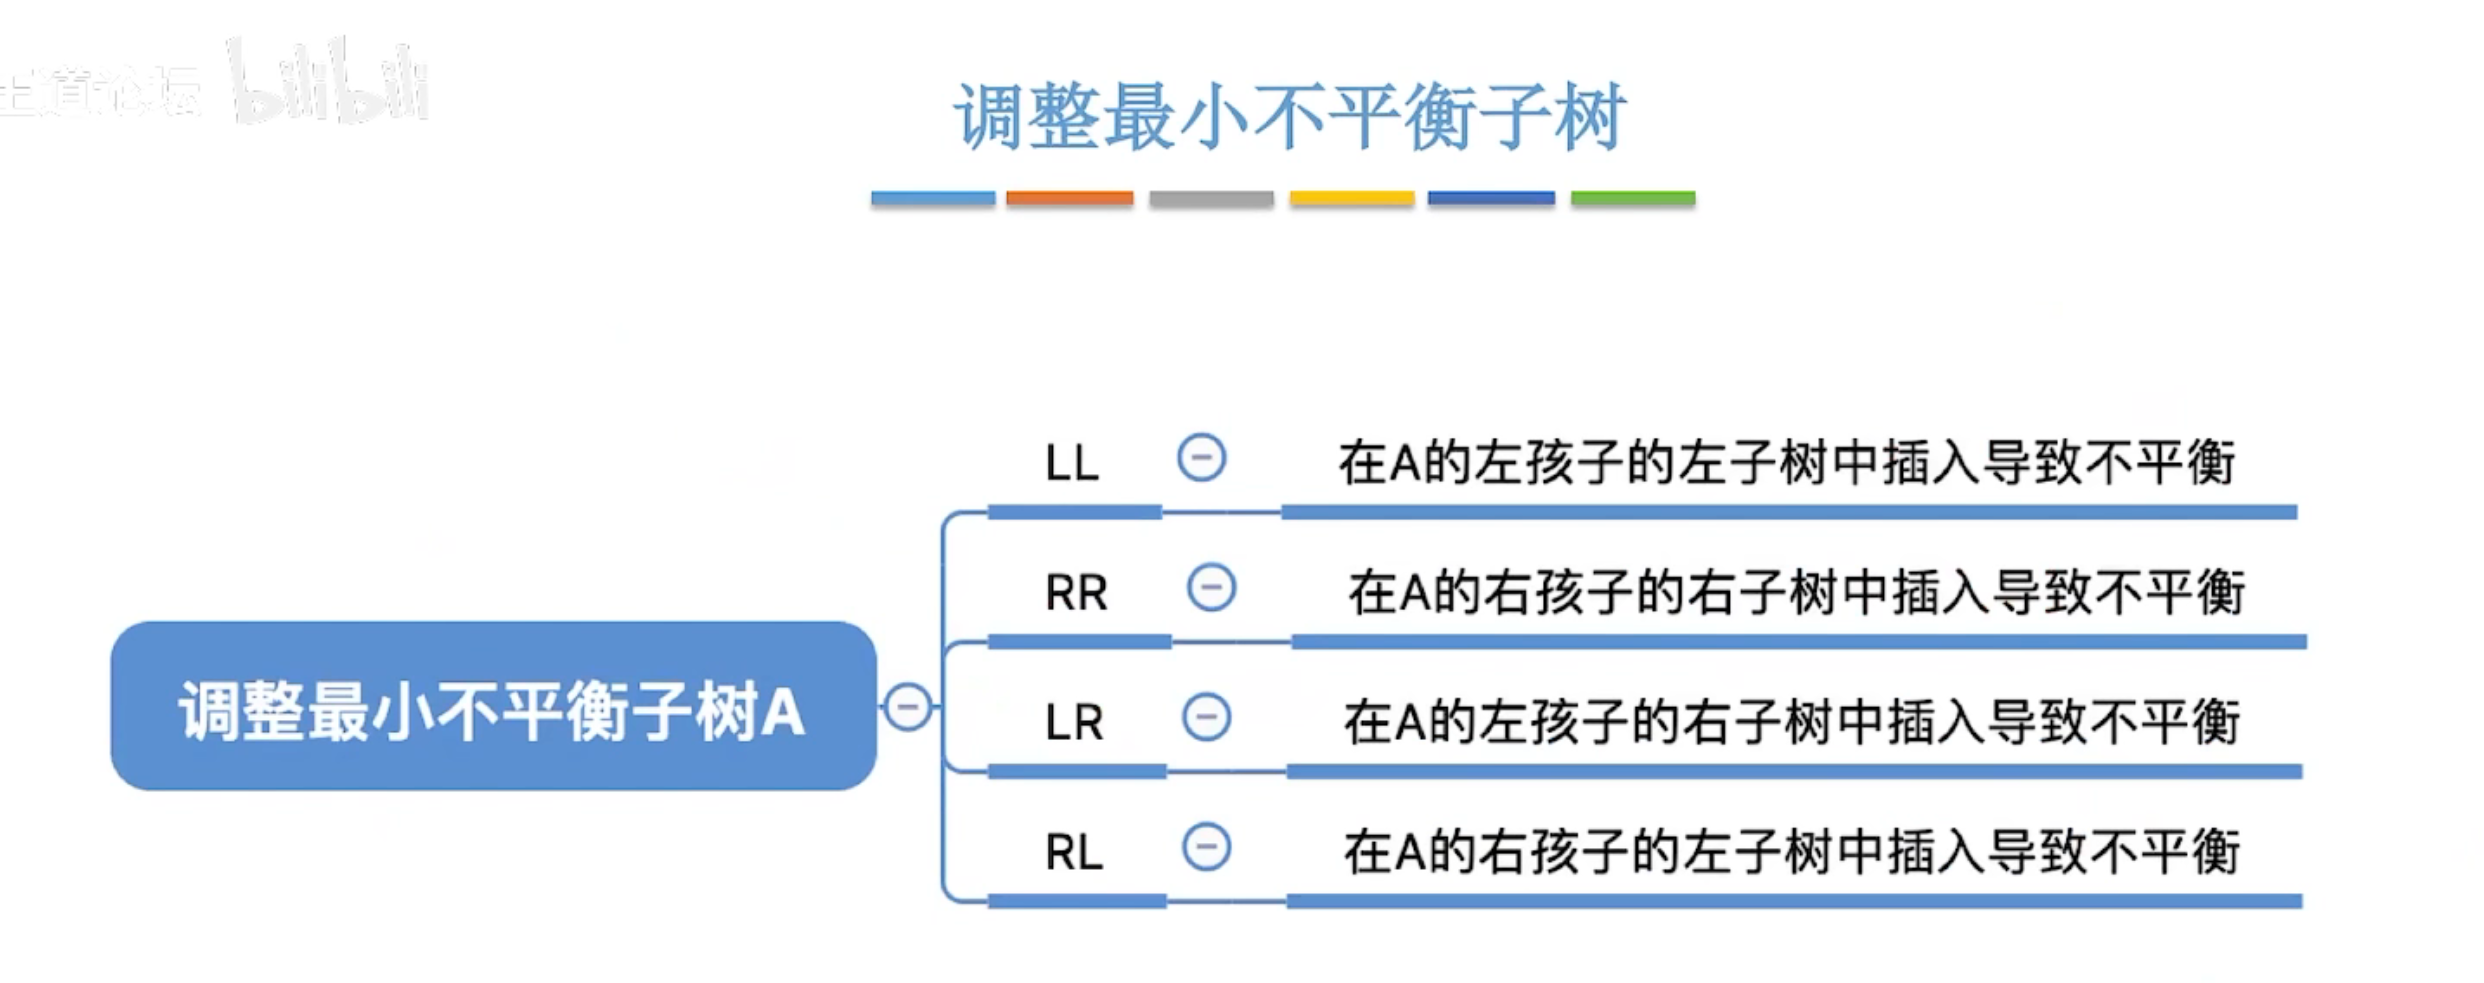 王道论坛 bilibili
调整最小不平衡子树
LL 在A的左孩子的左子树中插入导致不平衡
RR 在A的右孩子的右子树中插入导致不平衡
调整最小不平衡子树A
LR 在A的左孩子的右子树中插入导致不平衡
RL 在A的右孩子的左子树中插入导致不平衡